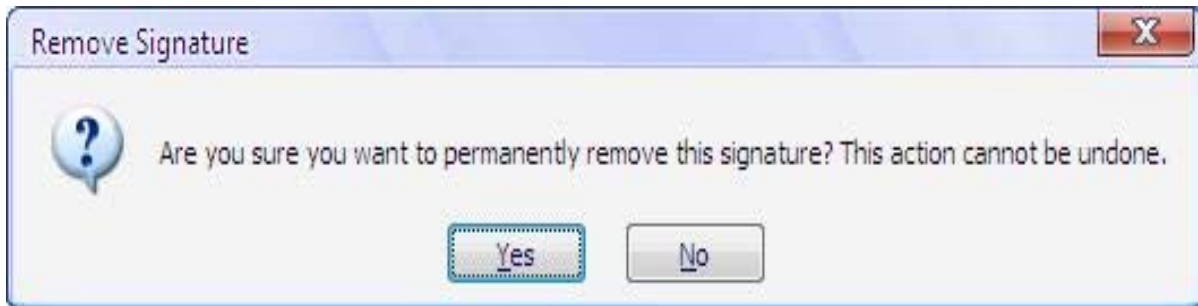 Remove Signature
X
?
Are you sure you want to permanently remove this signature? This action cannot be undone.
Yes
No